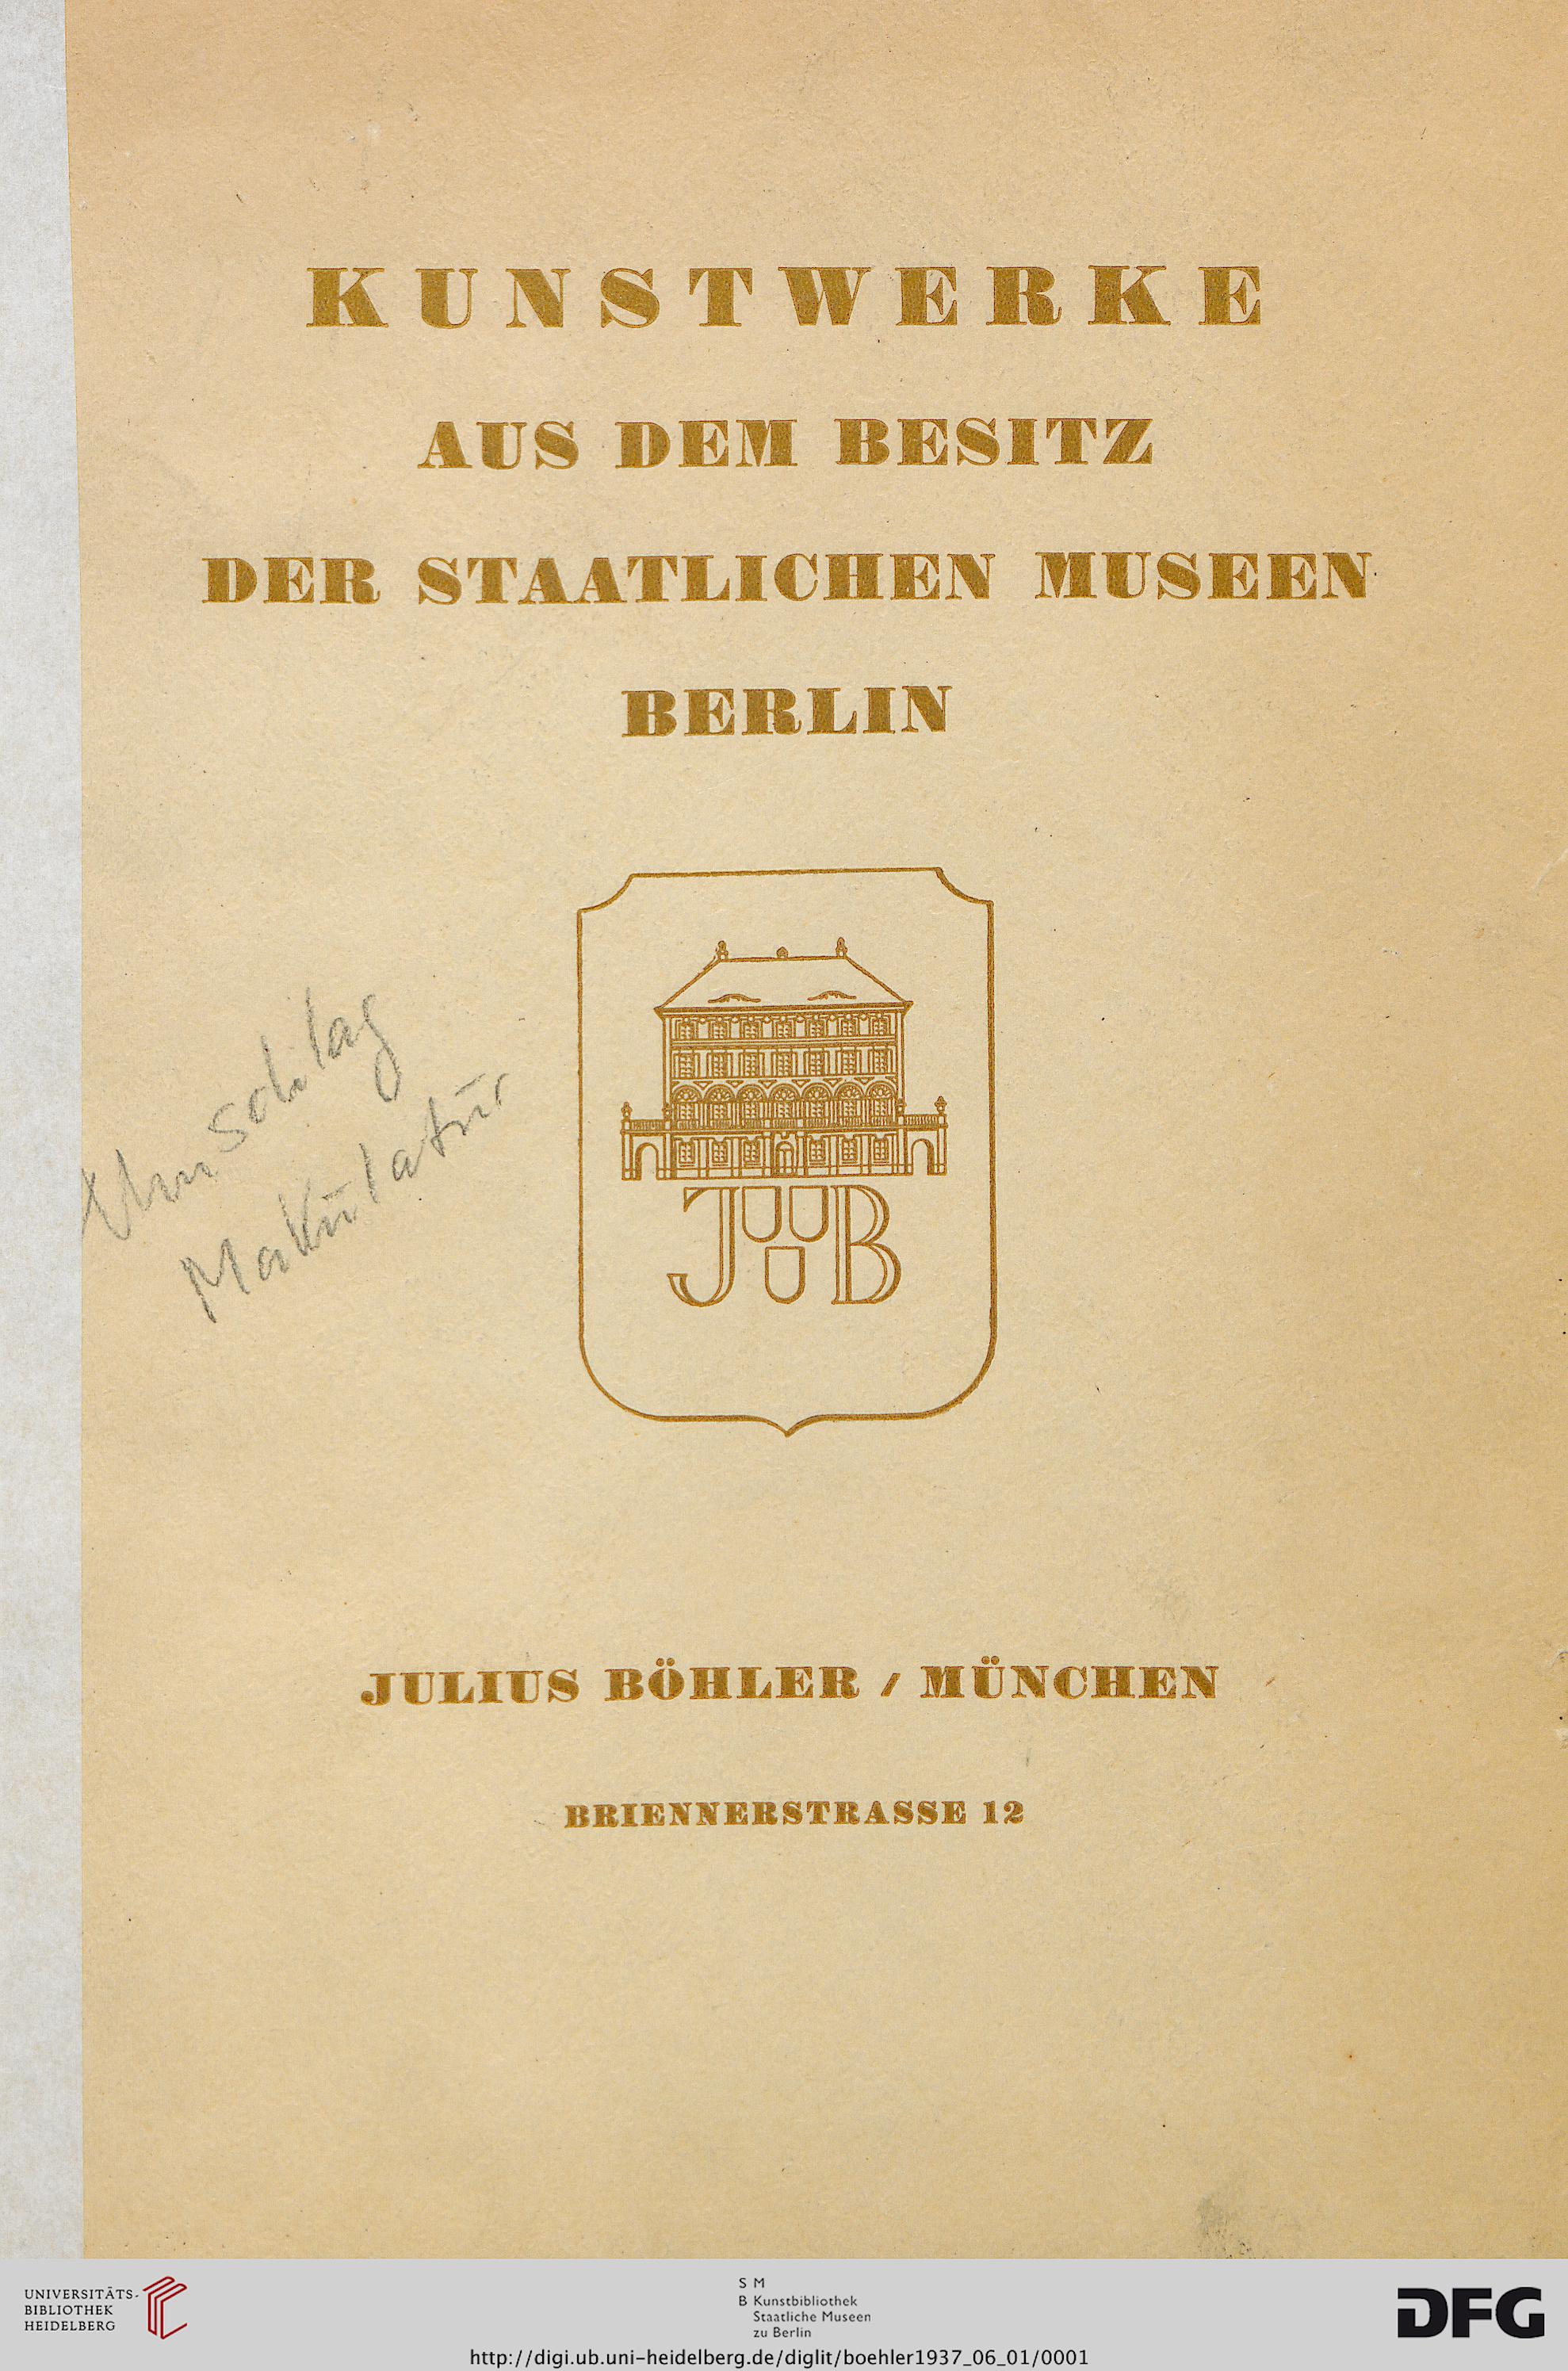 KUNSTWERKE
AUS DEM BESITZ
DER STAATLICHEN MUSEEN
BERLIN
Umschlag
Makulatur
JB
JULIUS BÖHLER / MÜNCHEN
BRIENNERSTRASSE 12
UNIVERSITÄTS-
BIBLIOTHEK
HEIDELBERG
S M
B Kunstbibliothek
Staatliche Museen
zu Berlin
DFG
http://digi.ub.uni-heidelberg.de/diglit/boehler1937_06_01/0001